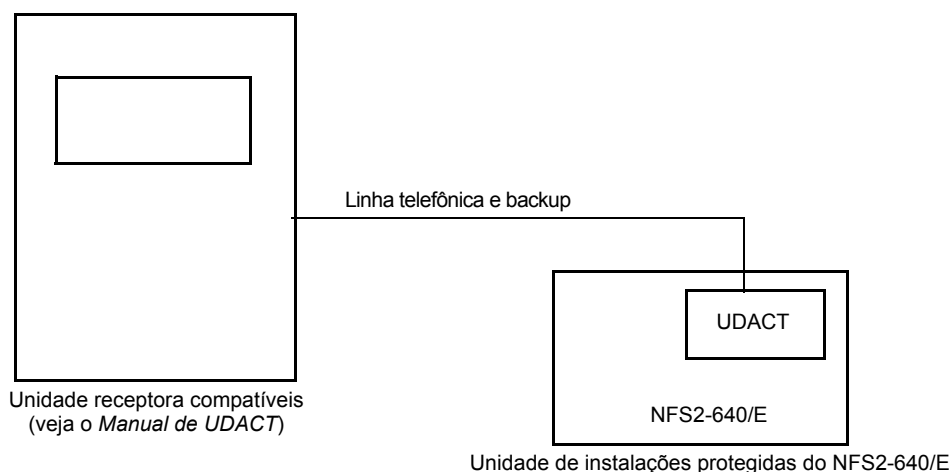 Linha telefônica e backup
UDACT
NFS2-640/E
Unidade receptora compatíveis
(veja o Manual de UDACT)
Unidade de instalações protegidas do NFS2-640/E